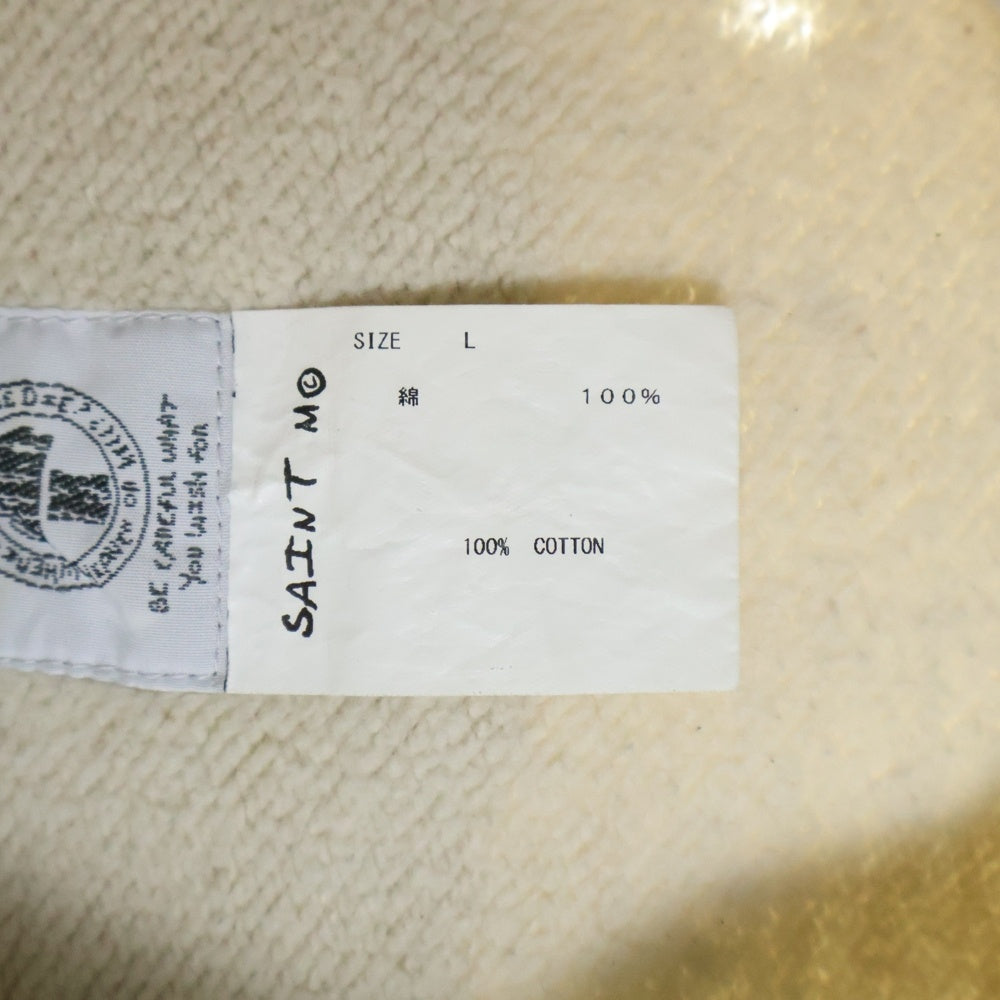 SIZE L
綿 100%
100% COTTON
SAINT M©
BE CAREFUL WHAT
YOU WISH FOR